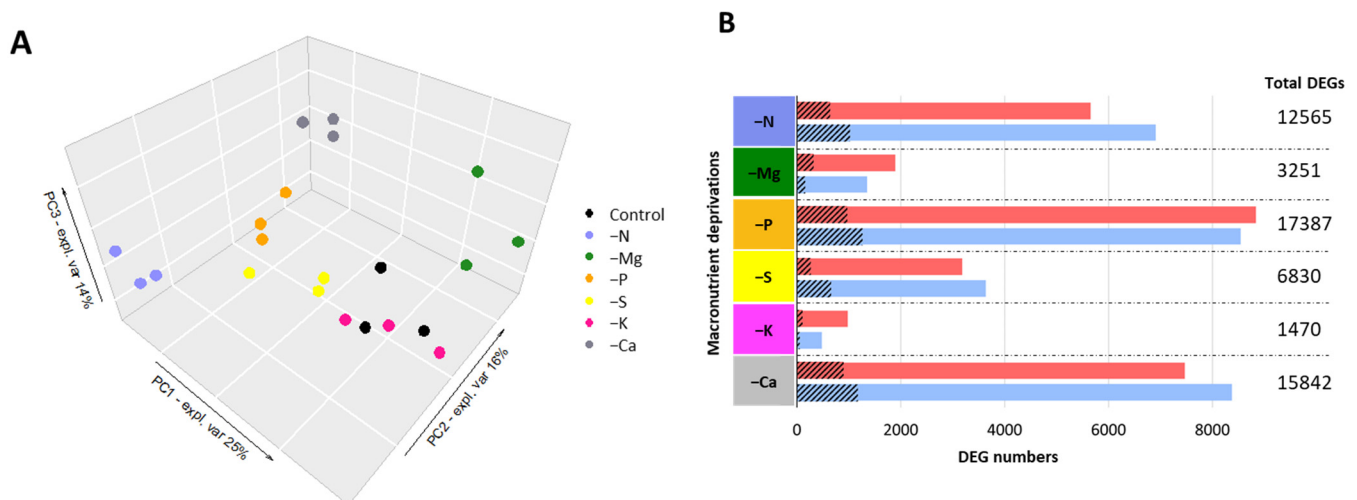 A
PC3 - expl. var 14%
PC1 - expl. var 25%
PC2 - expl. var 16%
Control
−N
−Mg
−P
−S
−K
−Ca
B
Total DEGs
Macronutrient deprivations
−N
12565
−Mg
3251
−P
17387
−S
6830
−K
1470
−Ca
15842
0 2000 4000 6000 8000
DEG numbers